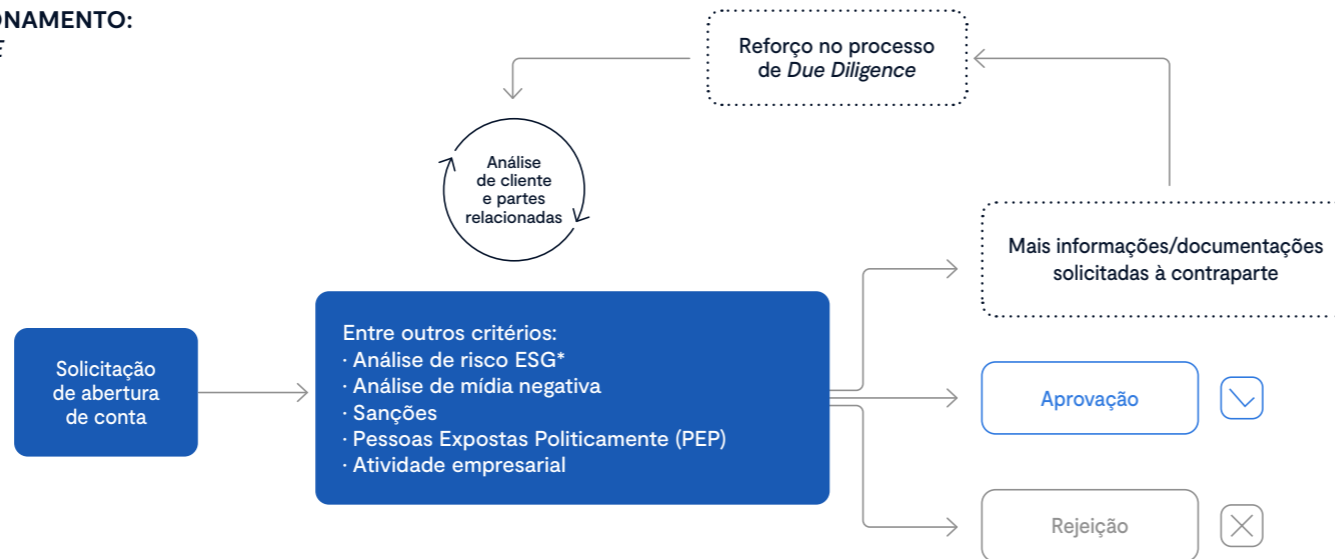 Reforço no processo
de Due Diligence
Análise
de cliente
e partes
relacionadas
Mais informações/documentações
solicitadas à contraparte
Solicitação
de abertura
de conta
Entre outros critérios:
· Análise de risco ESG*
· Análise de mídia negativa
· Sanções
· Pessoas Expostas Politicamente (PEP)
· Atividade empresarial
Aprovação
Rejeição